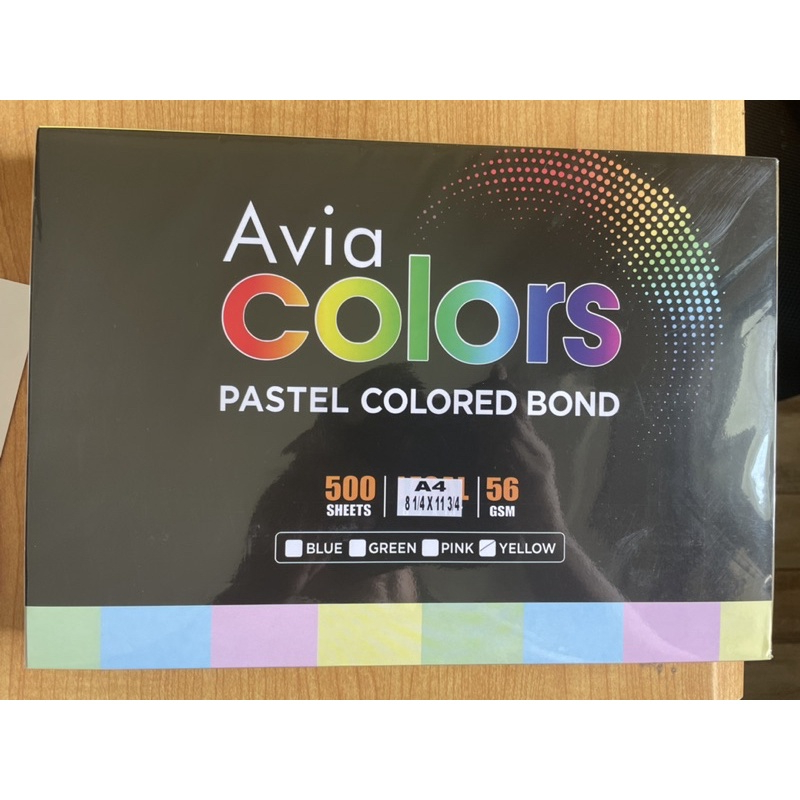 Avia
colors
PASTEL COLORED BOND
500 SHEETS
A4
8 1/4 X 11 3/4
56 GSM
BLUE GREEN PINK YELLOW